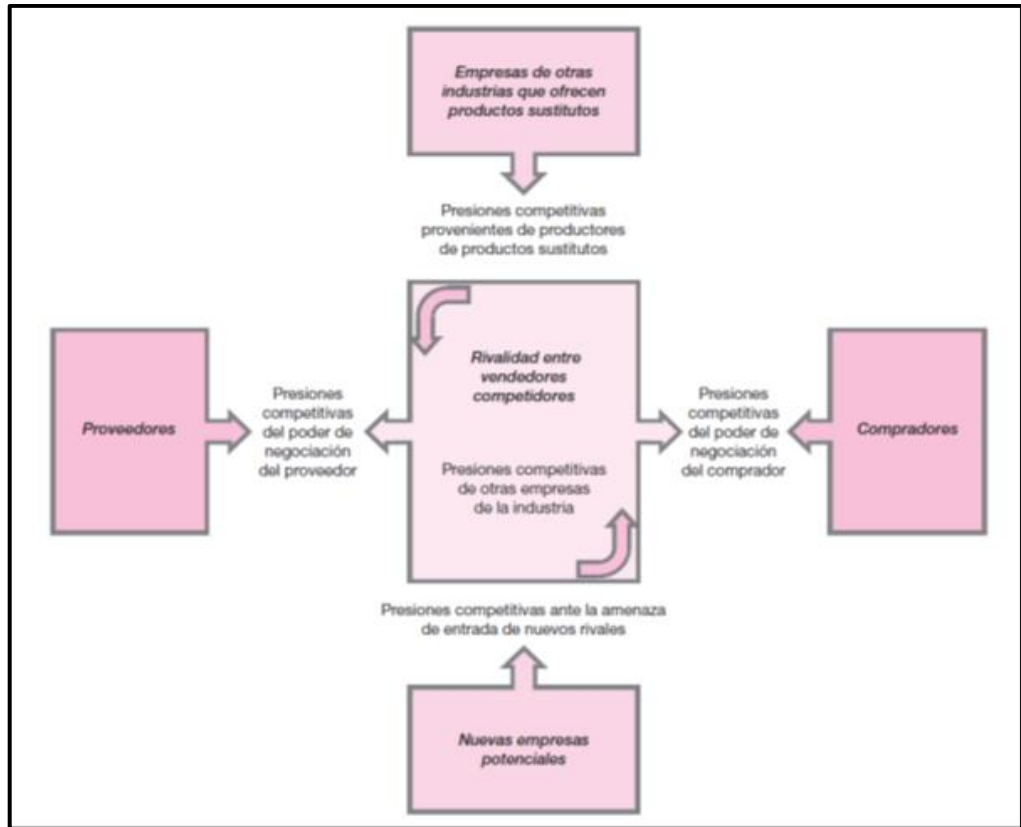 Empresas de otras
industrias que ofrecen
productos sustitutos
Presiones competitivas
provenientes de productores
de productos sustitutos
Proveedores
Presiones
competitivas
del poder de
negociación
del proveedor
Rivalidad entre
vendedores
competidores
Presiones competitivas
de otras empresas
de la industria
Presiones
competitivas
del poder de
negociación
del comprador
Compradores
Presiones competitivas ante la amenaza
de entrada de nuevos rivales
Nuevas empresas
potenciales